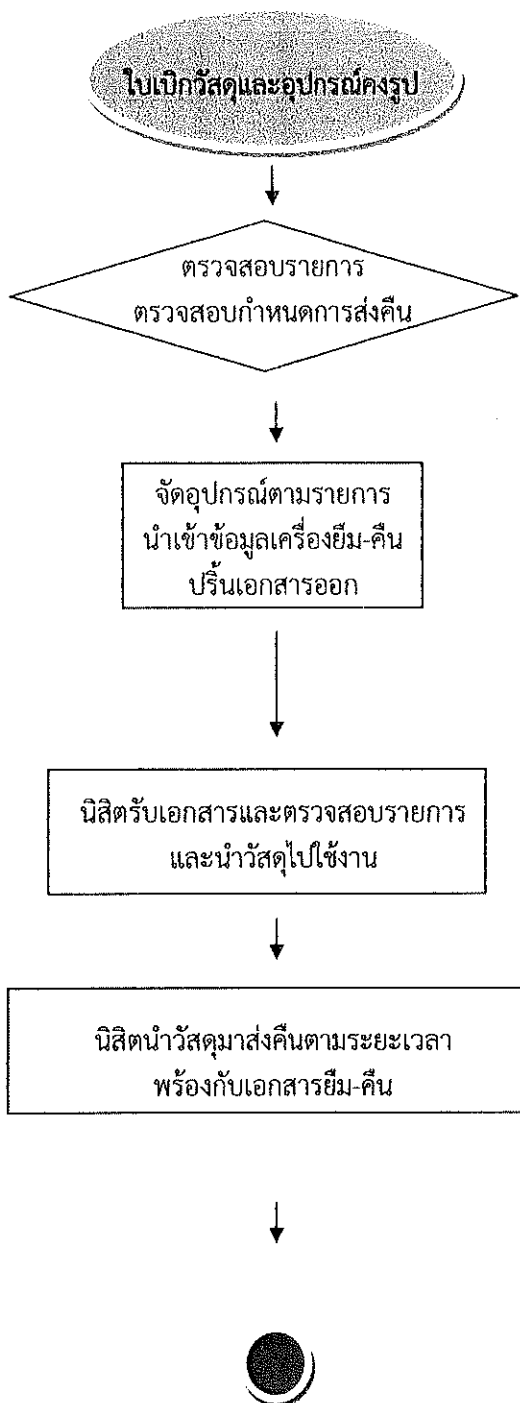 ใบเบิกวัสดุและอุปกรณ์คงรูป
ตรวจสอบรายการ
ตรวจสอบกำหนดการส่งคืน
จัดอุปกรณ์ตามรายการ
นำเข้าข้อมูลเครื่องยืม-คืน
ปริ้นเอกสารออก
นิสิตรับเอกสารและตรวจสอบรายการ
และนำวัสดุไปใช้งาน
นิสิตนำวัสดุมาส่งคืนตามระยะเวลา
พร้องกับเอกสารยืม-คืน